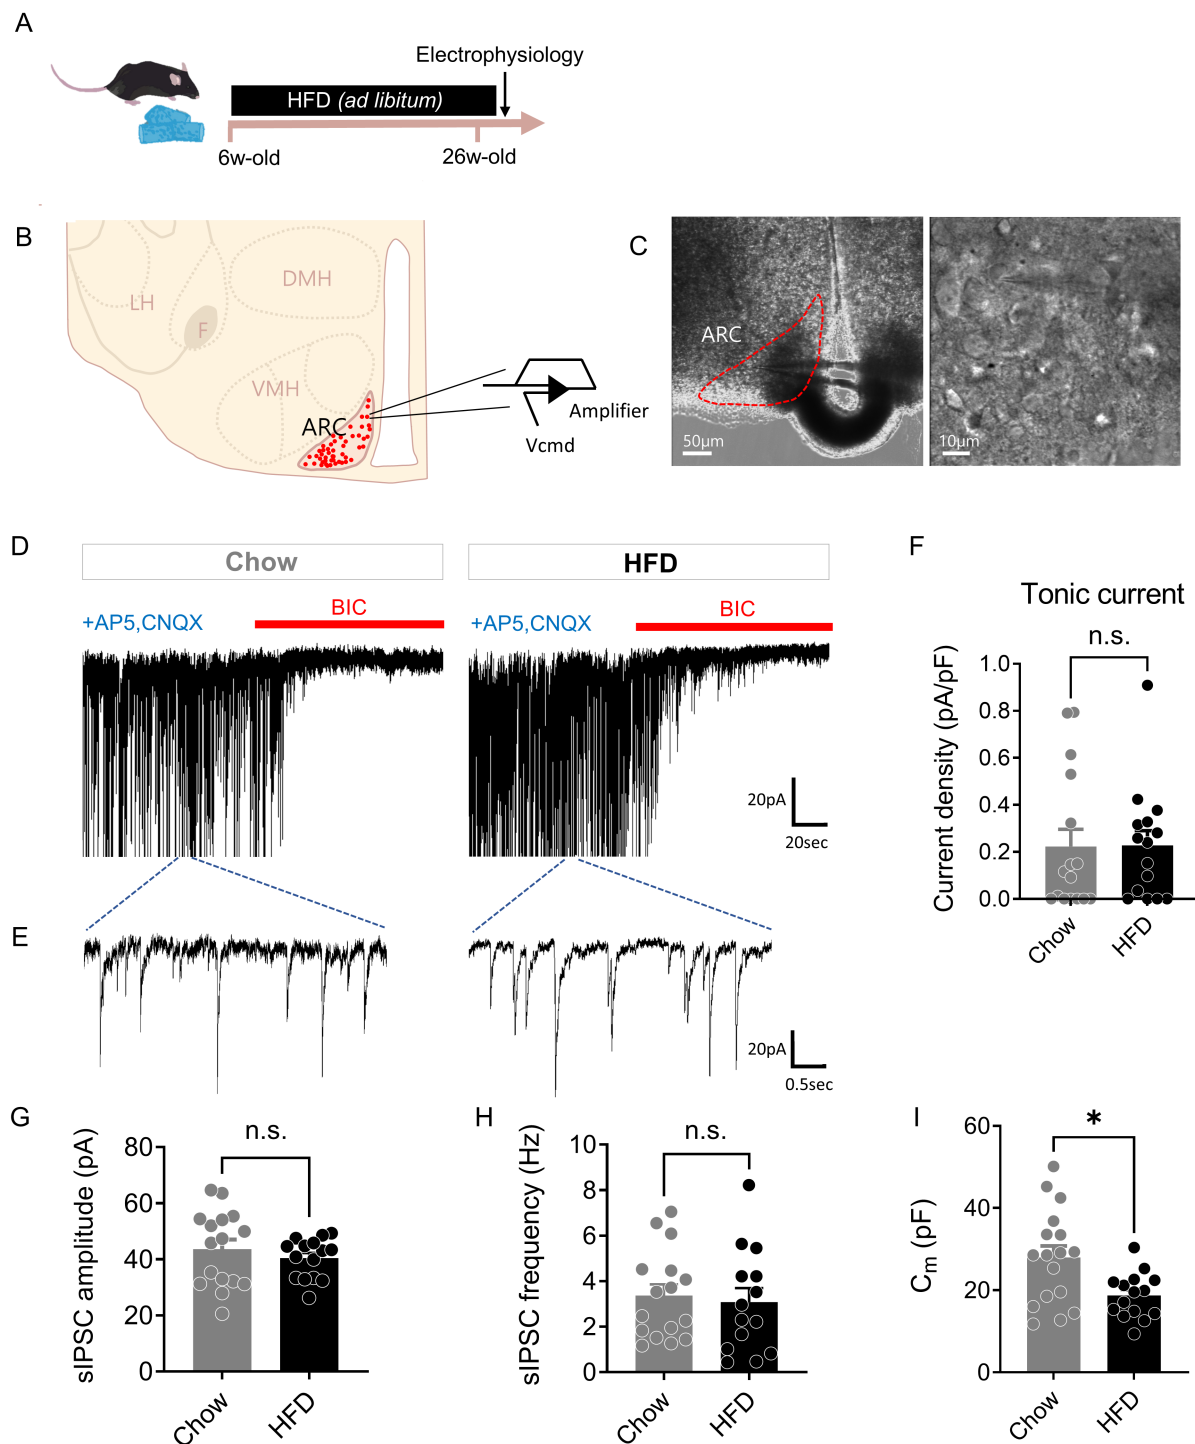 A
Electrophysiology
HFD (ad libitum)
6w-old
26w-old
B
LH
F
DMH
VMH
ARC
Amplifier
Vcmd
C
ARC
50μm
10μm
D
Chow
HFD
+AP5,CNQX
BIC
+AP5,CNQX
BIC
20pA
20sec
E
20pA
0.5sec
F
Tonic current
n.s.
Current density (pA/pF)
1.0
0.8
0.6
0.4
0.2
0.0
Chow
HFD
G
n.s.
sIPSC amplitude (pA)
80
60
40
20
0
Chow
HFD
H
n.s.
sIPSC frequency (Hz)
10
8
6
4
2
0
Chow
HFD
I
*
Cm (pF)
60
40
20
0
Chow
HFD